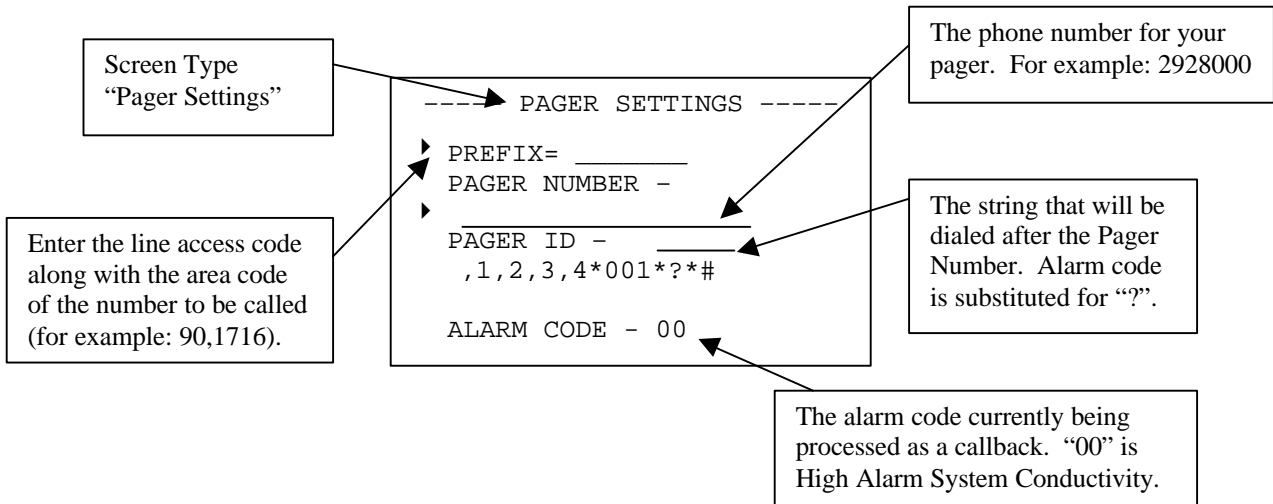 Screen Type
“Pager Settings”
The phone number for your
pager.  For example: 2928000
----- PAGER SETTINGS -----
PREFIX= _______
PAGER NUMBER –
__________________
PAGER ID –  _____
,1,2,3,4*001*?*#
ALARM CODE – 00
Enter the line access code
along with the area code
of the number to be called
(for example: 90,1716).
The string that will be
dialed after the Pager
Number.  Alarm code
is substituted for “?”.
The alarm code currently being
processed as a callback.  “00” is
High Alarm System Conductivity.